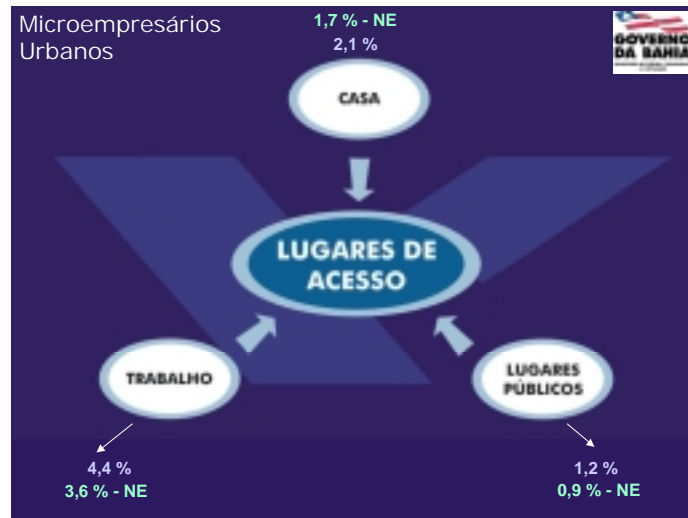 Microempresários
Urbanos
1,7 % - NE
2,1 %
GOVERNO
DA BAHIA
CASA
LUGARES DE
ACESSO
TRABALHO
LUGARES
PÚBLICOS
4,4 %
3,6 % - NE
1,2 %
0,9 % - NE